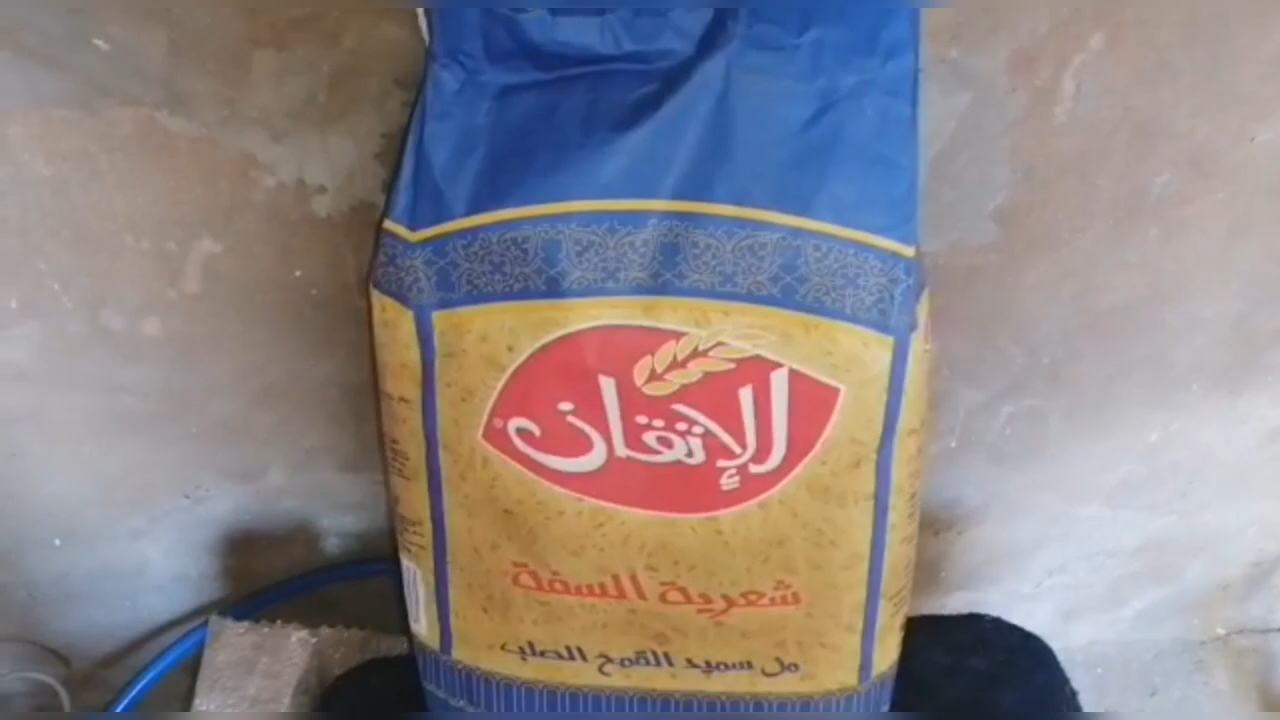 الإتقان
شعرية السفة
من سميد القمح الصلب